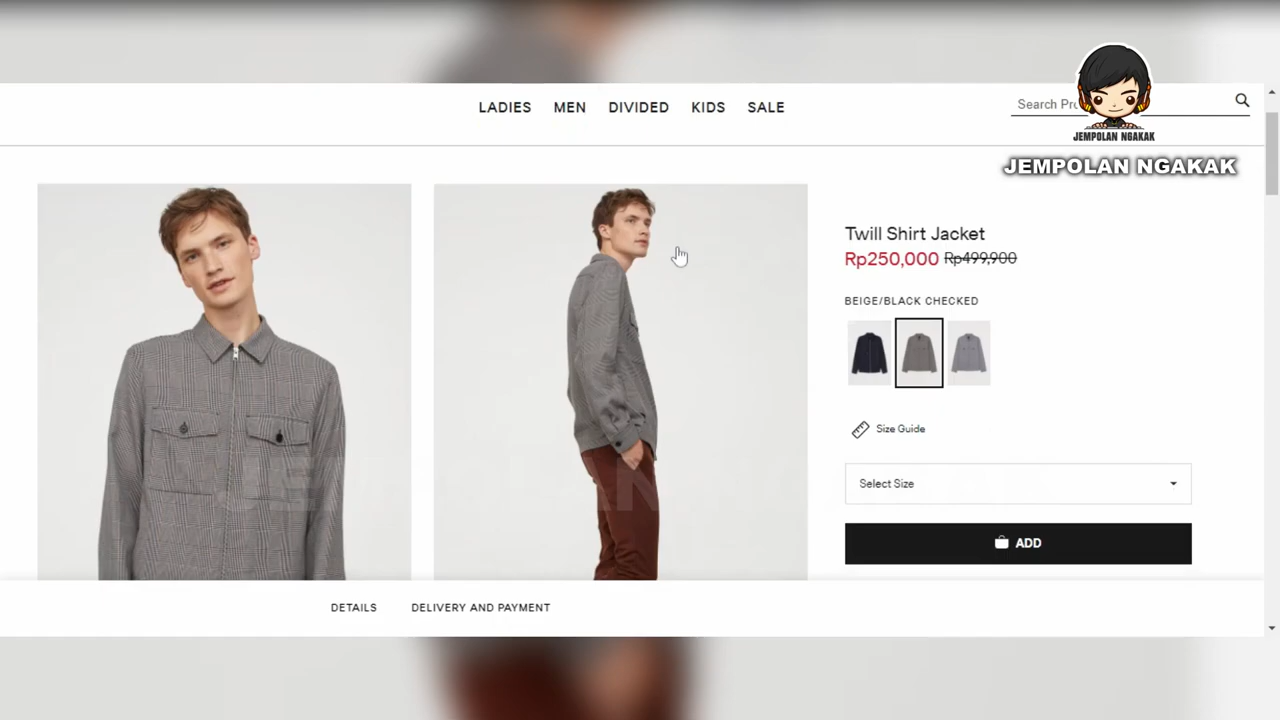 LADIES MEN DIVIDED KIDS SALE
Search Pro
JEMPOLAN NGAKAK
JEMPOLAN NGAKAK
Twill Shirt Jacket
Rp250,000 Rp499,900
BEIGE/BLACK CHECKED
Size Guide
Select Size
ADD
DETAILS DELIVERY AND PAYMENT